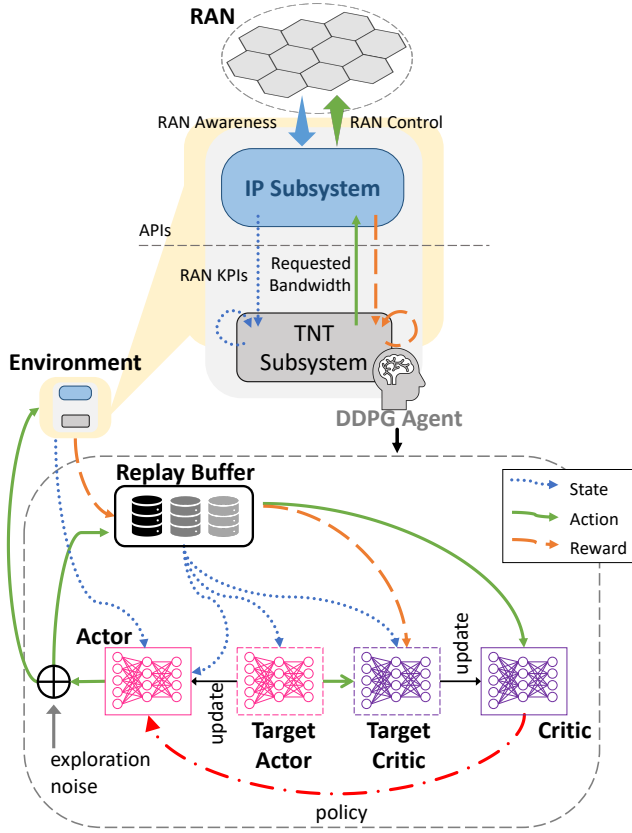 RAN
RAN Awareness
RAN Control
IP Subsystem
APIs
RAN KPIs
Requested
Bandwidth
TNT
Subsystem
Environment
DDPG Agent
Replay Buffer
State
Action
Reward
Actor
update
update
Target
Actor
Target
Critic
Critic
exploration
noise
policy